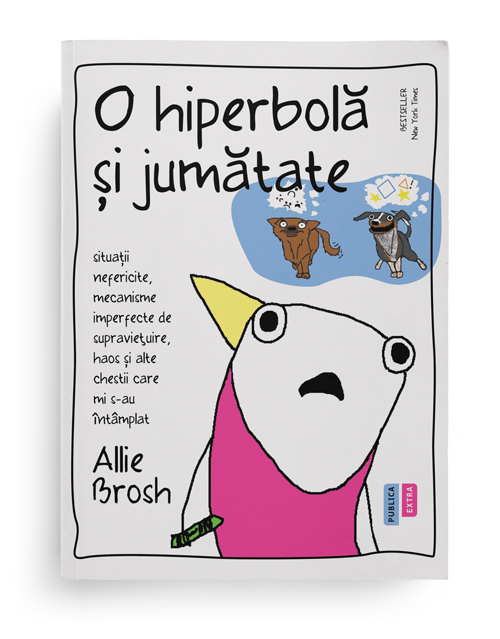 O hiperbolă
și jumătate
BESTSELLER
New York Times
situații
nefericite,
mecanisme
imperfecte de
supraviețuire,
haos și alte
chestii care
mi s-au
întâmplat
Allie
Brosh
PUBLICA
EXTRA